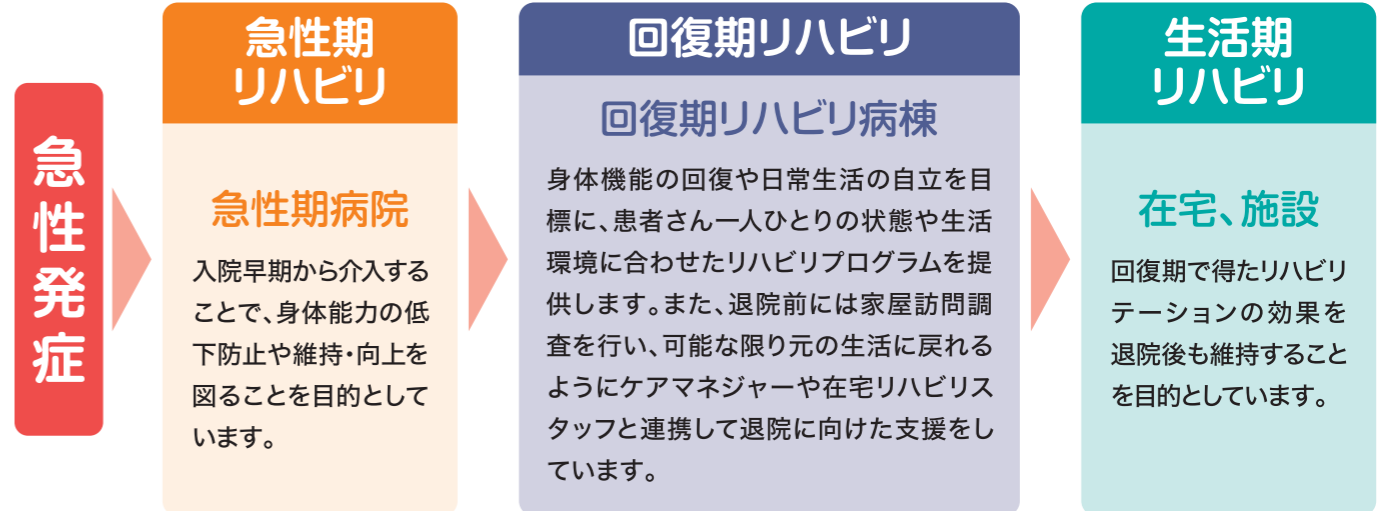 急性発症
急性期
リハビリ
急性期病院
入院早期から介入する
ことで、身体能力の低
下防止や維持・向上を
図ることを目的として
います。
回復期リハビリ
回復期リハビリ病棟
身体機能の回復や日常生活の自立を目
標に、患者さん一人ひとりの状態や生活
環境に合わせたリハビリプログラムを提
供します。また、退院前には家屋訪問調
査を行い、可能な限り元の生活に戻れる
ようにケアマネジャーや在宅リハビリス
タッフと連携して退院に向けた支援をし
ています。
生活期
リハビリ
在宅、施設
回復期で得たリハビリ
テーションの効果を
退院後も維持すること
を目的としています。